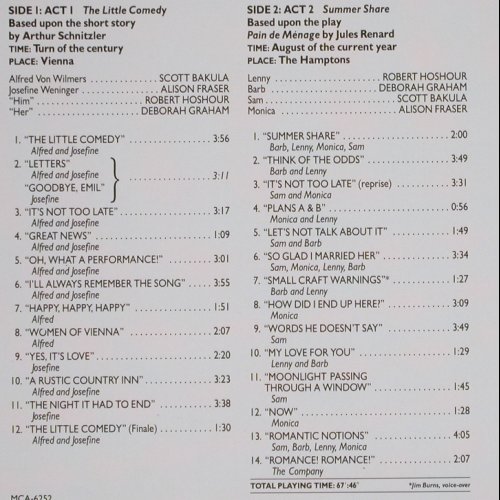 SIDE 1: ACT 1 The Little Comedy
Based upon the short story
by Arthur Schnitzler
TIME: Turn of the century
PLACE: Vienna
Alfred Von Wilmers . . . . . . . . . . . . . SCOTT BAKULA
Josefine Weninger . . . . . . . . . . . . . ALISON FRASER
"Him" . . . . . . . . . . . . . ROBERT HOSHOUR
"Her" . . . . . . . . . . . . . DEBORAH GRAHAM
1. "THE LITTLE COMEDY" . . . . . . . . . . . . . 3:56
Alfred and Josefine
2. "LETTERS"
Alfred and Josefine
"GOODBYE, EMIL" . . . . . . . . . . . . . 3:11
Josefine
3. "IT'S NOT TOO LATE" . . . . . . . . . . . . . 3:17
Alfred and Josefine
4. "GREAT NEWS" . . . . . . . . . . . . . 1:09
Alfred and Josefine
5. "OH, WHAT A PERFORMANCE!" . . . . . . . . 3:01
Alfred and Josefine
6. "I'LL ALWAYS REMEMBER THE SONG" . . . . . 3:55
Alfred and Josefine
7. "HAPPY, HAPPY, HAPPY" . . . . . . . . . . . . . 1:51
Alfred
8. "WOMEN OF VIENNA" . . . . . . . . . . . . . 2:07
Alfred
9. "YES, IT'S LOVE" . . . . . . . . . . . . . 2:20
Josefine
10. "A RUSTIC COUNTRY INN" . . . . . . . . . . . . . 3:23
Alfred and Josefine
11. "THE NIGHT IT HAD TO END" . . . . . . . . . . 3:38
Josefine
12. "THE LITTLE COMEDY" (Finale) . . . . . . . . . . 1:30
Alfred and Josefine
MCA-6252
SIDE 2: ACT 2 Summer Share
Based upon the play
Pain de Ménage by Jules Renard
TIME: August of the current year
PLACE: The Hamptons
Lenny . . . . . . . . . . . . . ROBERT HOSHOUR
Barb . . . . . . . . . . . . . DEBORAH GRAHAM
Sam . . . . . . . . . . . . . SCOTT BAKULA
Monica . . . . . . . . . . . . . ALISON FRASER
1. "SUMMER SHARE" . . . . . . . . . . . . . 2:00
Barb, Lenny, Monica, Sam
2. "THINK OF THE ODDS" . . . . . . . . . . . . . 3:49
Barb and Lenny
3. "IT'S NOT TOO LATE" (reprise) . . . . . . . . . . 3:31
Sam and Monica
4. "PLANS A & B" . . . . . . . . . . . . . 0:56
Monica and Lenny
5. "LET'S NOT TALK ABOUT IT" . . . . . . . . . . 1:49
Sam and Barb
6. "SO GLAD I MARRIED HER" . . . . . . . . . . 3:34
Sam, Monica, Lenny, Barb
7. "SMALL CRAFT WARNINGS"* . . . . . . . . . . 1:27
Barb and Lenny
8. "HOW DID I END UP HERE?" . . . . . . . . . . 3:09
Monica
9. "WORDS HE DOESN'T SAY" . . . . . . . . . . 3:49
Sam
10. "MY LOVE FOR YOU" . . . . . . . . . . . . . 1:29
Lenny and Barb
11. "MOONLIGHT PASSING
THROUGH A WINDOW" . . . . . . . . . . . . . 1:45
Sam
12. "NOW" . . . . . . . . . . . . . 1:28
Monica
13. "ROMANTIC NOTIONS" . . . . . . . . . . . . . 4:05
Sam, Barb, Lenny, Monica
14. "ROMANCE! ROMANCE!" . . . . . . . . . . . . . 2:07
The Company
TOTAL PLAYING TIME: 67':46" *Jim Burns, voice-over